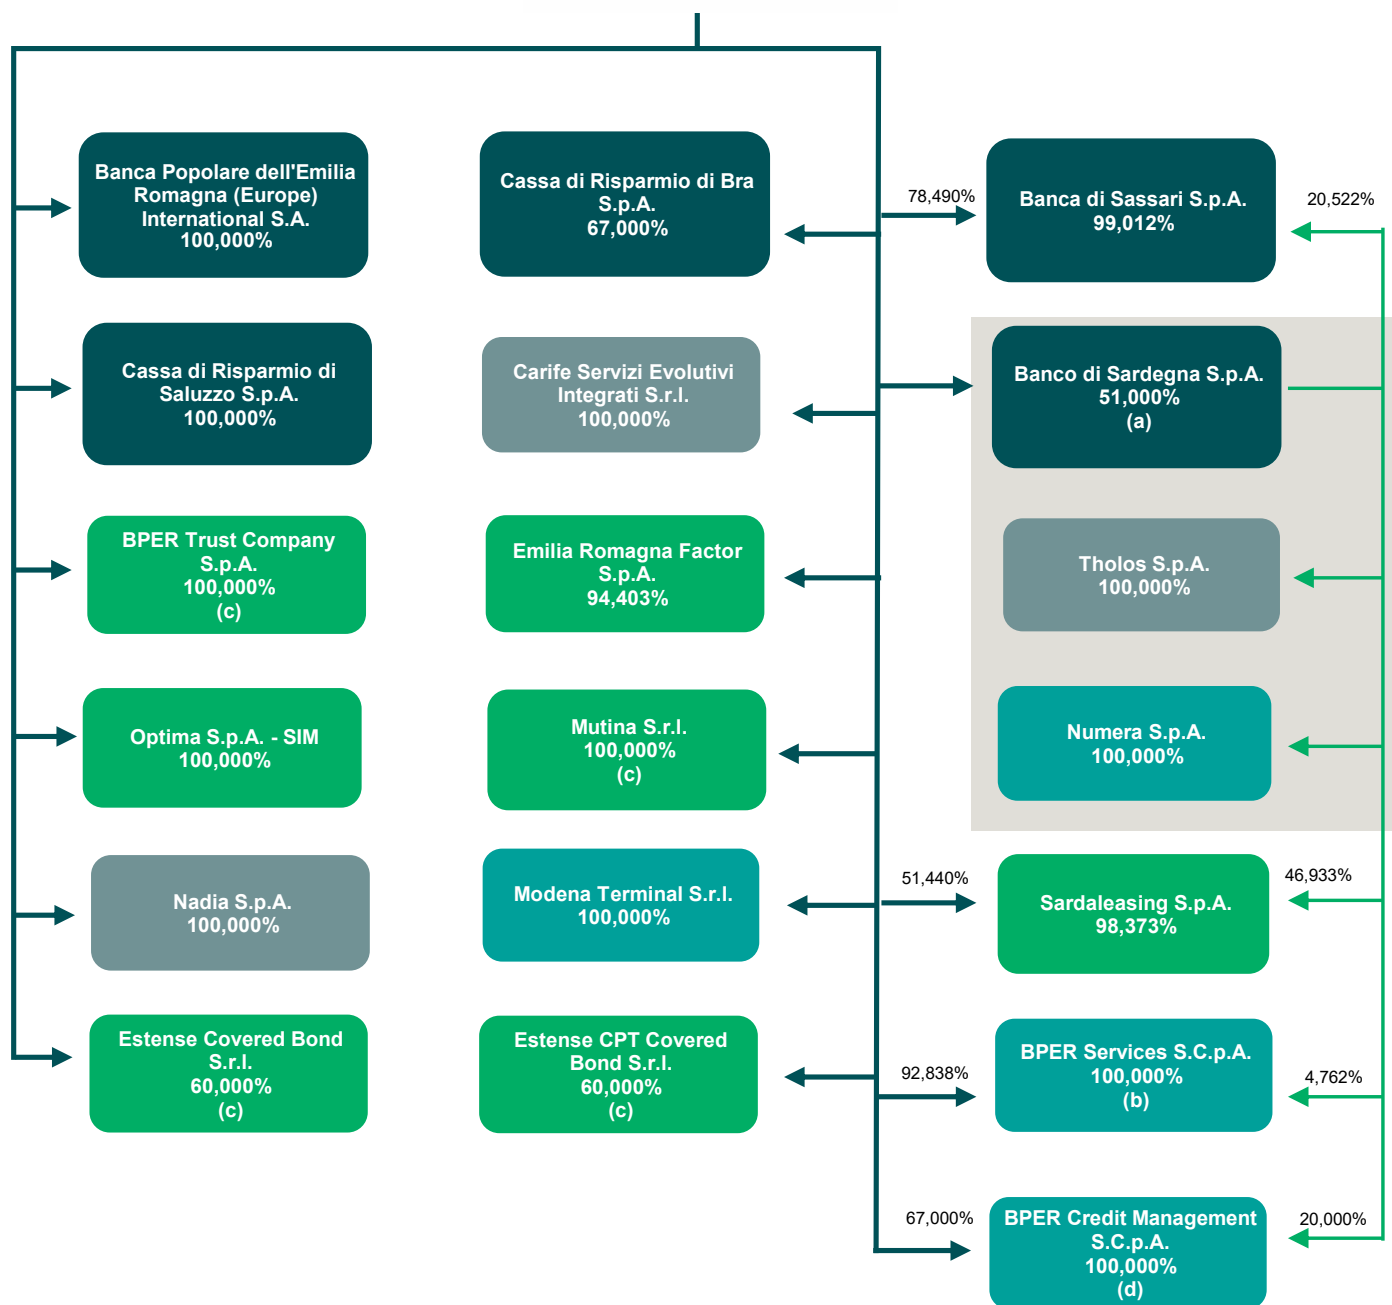 Banca Popolare dell'Emilia
Romagna (Europe)
International S.A.
100,000%
Cassa di Risparmio di Bra
S.p.A.
67,000%
78,490%
Banca di Sassari S.p.A.
99,012%
20,522%
Cassa di Risparmio di
Saluzzo S.p.A.
100,000%
Carife Servizi Evolutivi
Integrati S.r.l.
100,000%
Banco di Sardegna S.p.A.
51,000%
(a)
BPER Trust Company
S.p.A.
100,000%
(c)
Emilia Romagna Factor
S.p.A.
94,403%
Tholos S.p.A.
100,000%
Optima S.p.A. - SIM
100,000%
Mutina S.r.l.
100,000%
(c)
Numera S.p.A.
100,000%
Nadia S.p.A.
100,000%
Modena Terminal S.r.l.
100,000%
51,440%
Sardaleasing S.p.A.
98,373%
46,933%
Estense Covered Bond
S.r.l.
60,000%
(c)
Estense CPT Covered
Bond S.r.l.
60,000%
(c)
92,838%
BPER Services S.C.p.A.
100,000%
(b)
4,762%
67,000%
BPER Credit Management
S.C.p.A.
100,000%
(d)
20,000%